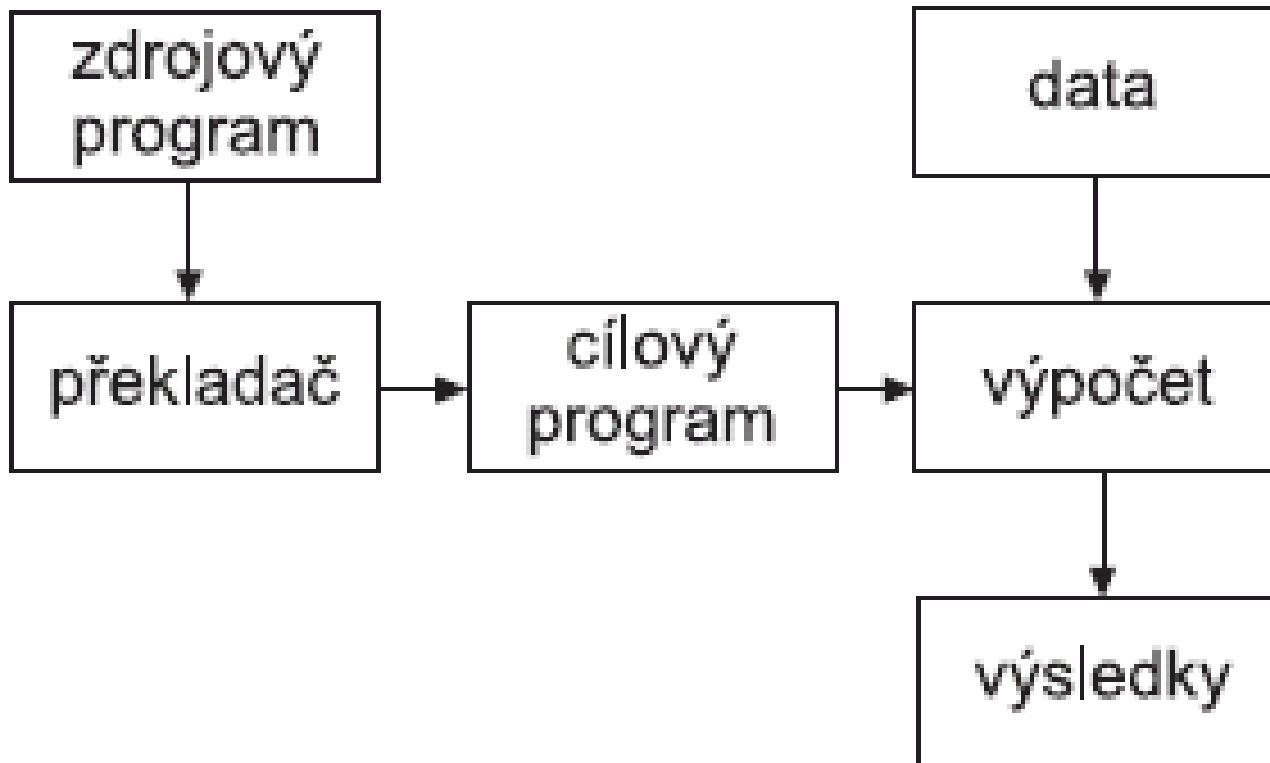 zdrojový
program
data
překladač
cílový
program
výpočet
výsledky